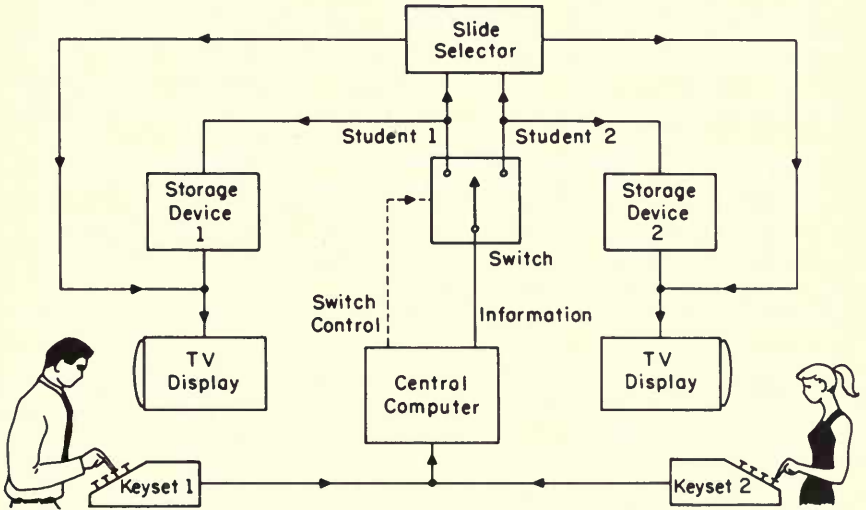 Slide
Selector
Student 1
Student 2
Storage
Device
1
Storage
Device
2
Switch
Switch
Control
Information
TV
Display
Central
Computer
TV
Display
Keyset 1
Keyset 2